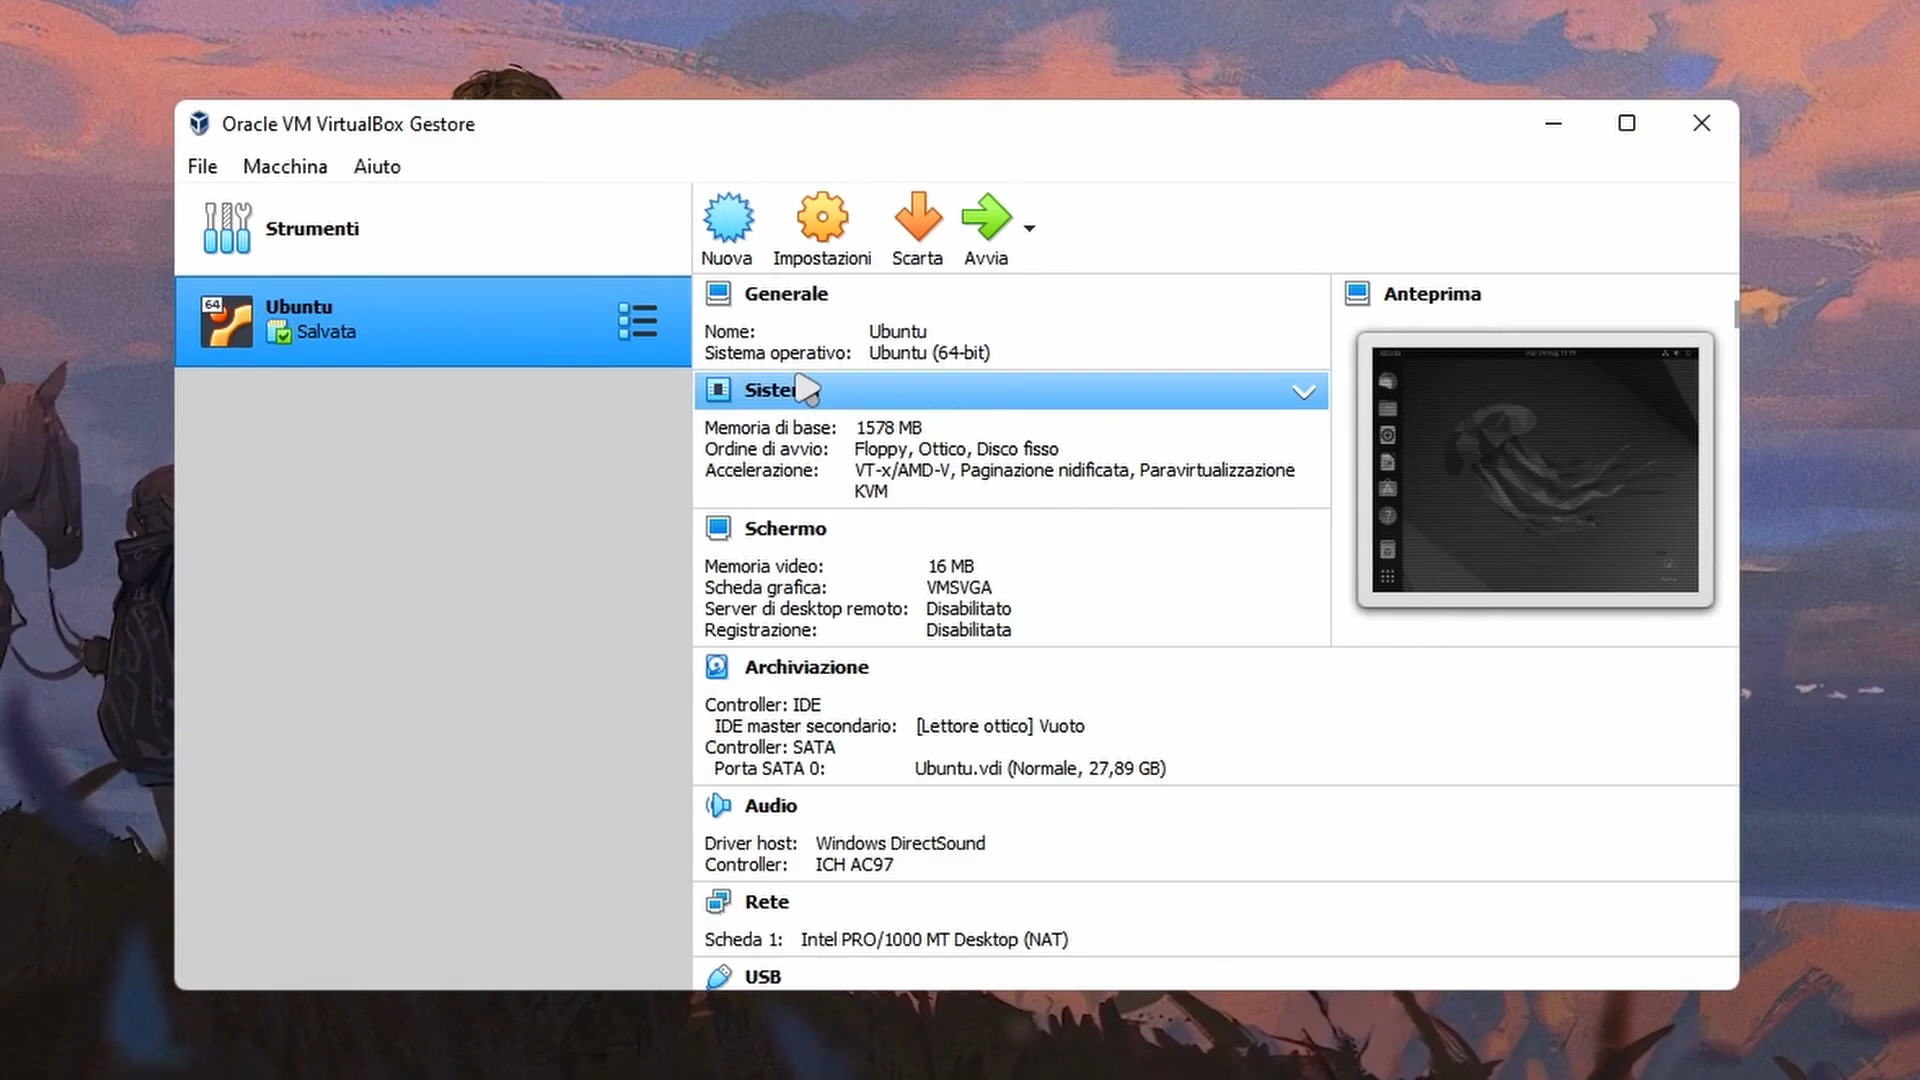 Oracle VM VirtualBox Gestore
File Macchina Aiuto
Strumenti
Nuova Impostazioni Scarta Avvia
64
Ubuntu
Salvata
Generale
Nome: Ubuntu
Sistema operativo: Ubuntu (64-bit)
Memoria di base: 1578 MB
Ordine di avvio: Floppy, Ottico, Disco fisso
Accelerazione: VT-x/AMD-V, Paginazione nidificata, Paravirtualizzazione
KVM
Schermo
Memoria video: 16 MB
Scheda grafica: VMSVGA
Server di desktop remoto: Disabilitato
Registrazione: Disabilitata
Archiviazione
Controller: IDE
IDE master secondario: [Lettore ottico] Vuoto
Controller: SATA
Porta SATA 0: Ubuntu.vdi (Normale, 27,89 GB)
Audio
Driver host: Windows DirectSound
Controller: ICH AC97
Rete
Scheda 1: Intel PRO/1000 MT Desktop (NAT)
USB
Anteprima